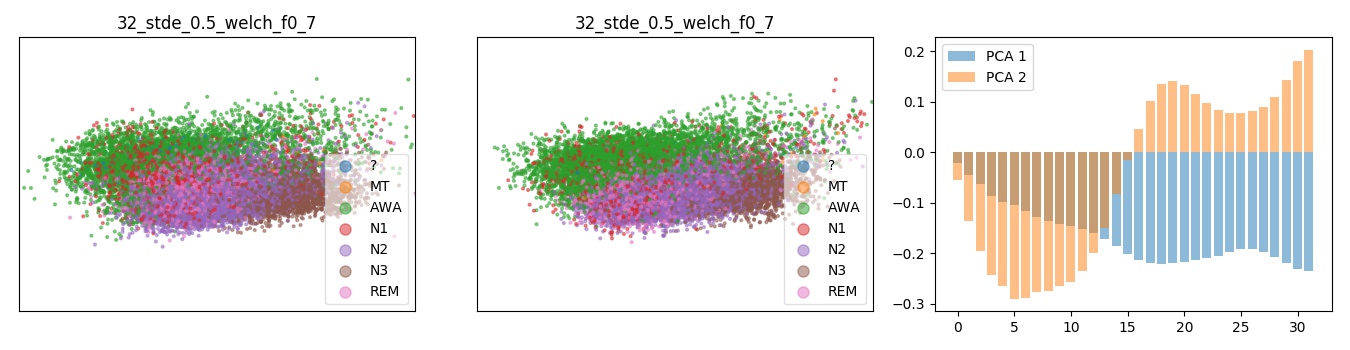 32_stde_0.5_welch_f0_7
?
MT
AWA
N1
N2
N3
REM
32_stde_0.5_welch_f0_7
?
MT
AWA
N1
N2
N3
REM
PCA 1
PCA 2
0.2
0.1
0.0
−0.1
−0.2
−0.3
0 5 10 15 20 25 30